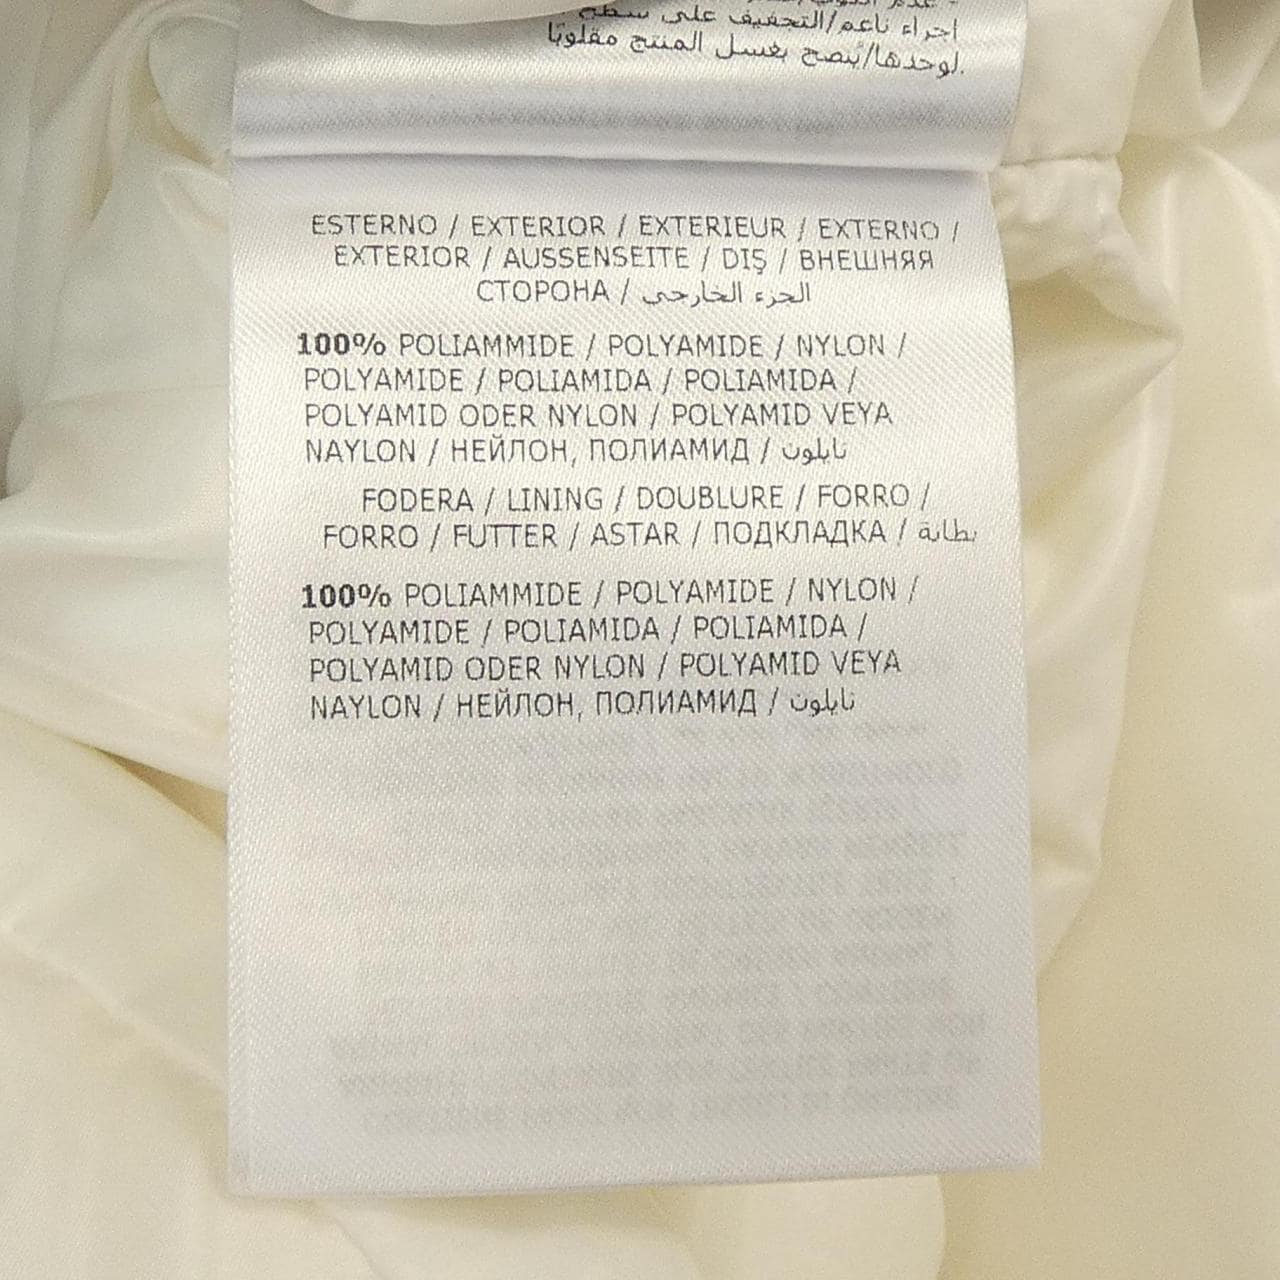 اجراء ناعم/التجفيف على سطح
لوحدها/يُنصح بغسل المنتج مقلوبًا.
ESTERNO / EXTERIOR / EXTERIEUR / EXTERNO /
EXTERIOR / AUSSENSEITE / DIŞ / ВНЕШНЯЯ
СТОРОНА / الجزء الخارجي
100% POLIAMMIDE / POLYAMIDE / NYLON /
POLYAMIDE / POLIAMIDA / POLIAMIDA /
POLYAMID ODER NYLON / POLYAMID VEYA
NAYLON / НЕЙЛОН, ПОЛИАМИД / نايلون
FODERA / LINING / DOUBLURE / FORRO /
FORRO / FUTTER / ASTAR / ПОДКЛАДКА / بطانة
100% POLIAMMIDE / POLYAMIDE / NYLON /
POLYAMIDE / POLIAMIDA / POLIAMIDA /
POLYAMID ODER NYLON / POLYAMID VEYA
NAYLON / НЕЙЛОН, ПОЛИАМИД / نايلون